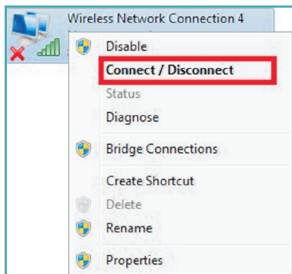 Wireless Network Connection 4
Disable
Connect / Disconnect
Status
Diagnose
Bridge Connections
Create Shortcut
Delete
Rename
Properties